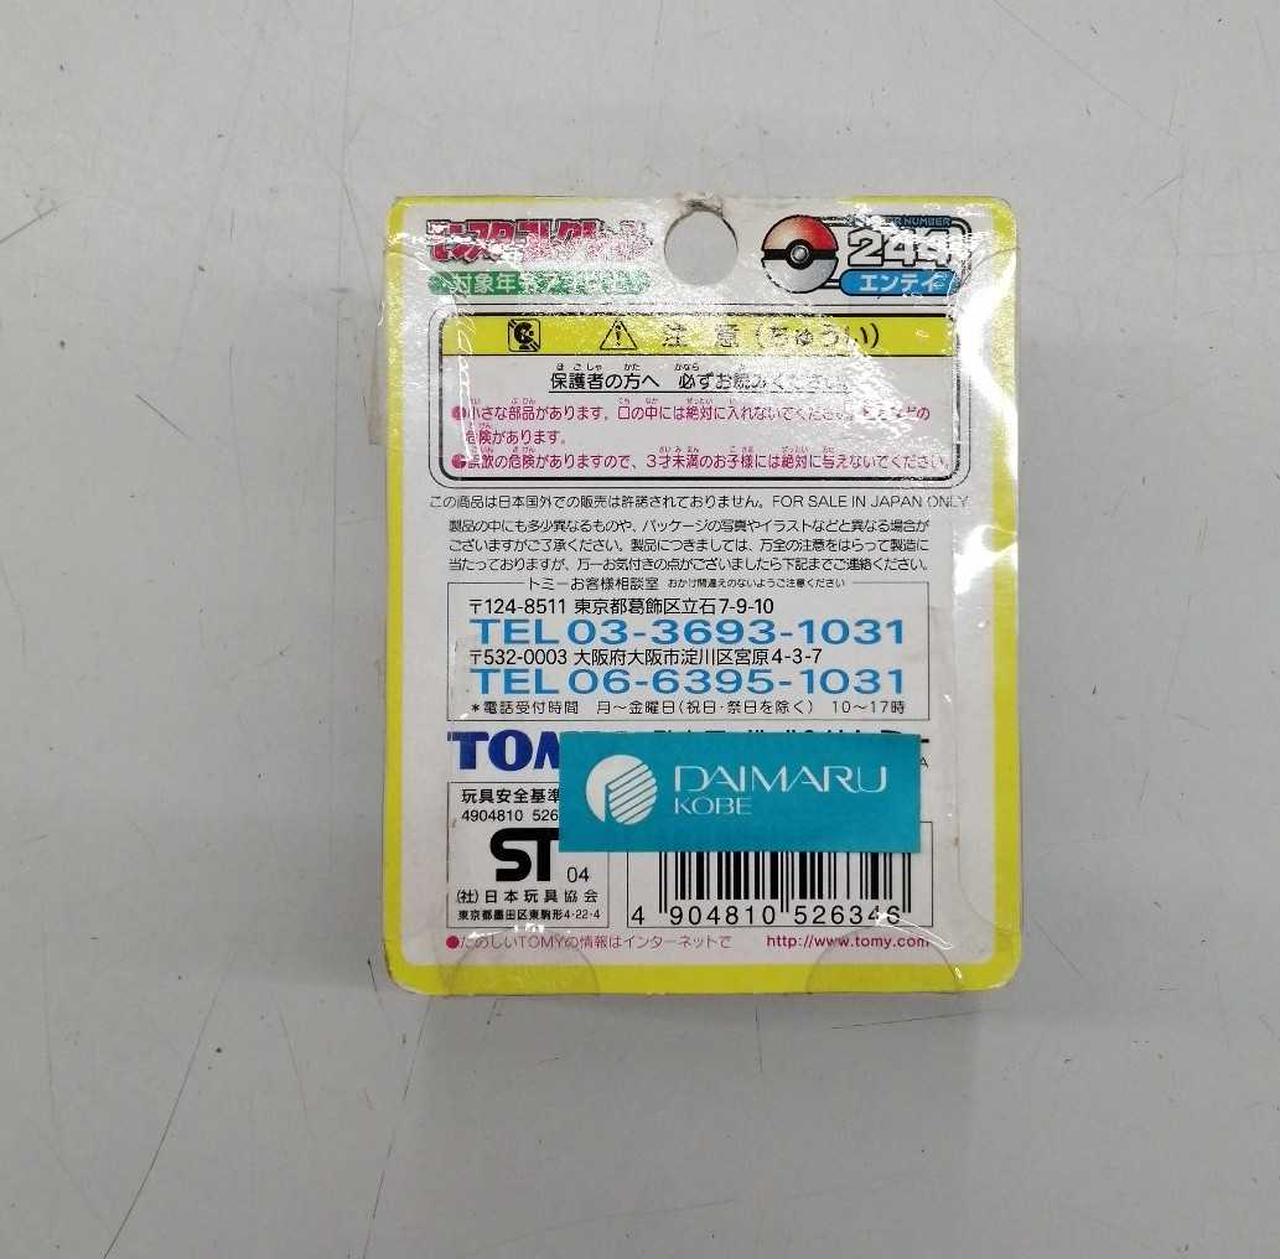 モンスターコレクション
NUMBER
244
対象年
エンテイ
注意(ちゅうい)
保護者の方へ 必ずお読みください。
●小さな部品があります。口の中には絶対に入れないでください。
危険があります。
●誤飲の危険がありますので、3才未満のお子様には絶対に与えないでください。
この商品は日本国外での販売は許諾されておりません。FOR SALE IN JAPAN ONLY.
製品の中にも多少異なるものや、パッケージの写真やイラストなどと異なる場合が
ございますがご了承ください。製品につきましては、万全の注意をはらって製造に
当たっておりますが、万一お気付きの点がございましたら下記までご連絡ください。
トミーお客様相談室 おかけ間違えのないようご注意ください
〒124-8511 東京都葛飾区立石7-9-10
TEL 03-3693-1031
〒532-0003 大阪府大阪市淀川区宮原4-3-7
TEL 06-6395-1031
*電話受付時間 月~金曜日(祝日・祭日を除く) 10~17時
TOM
DAIMARU
KOBE
玩具安全基準
4904810 526
ST
04
(社)日本玩具協会
東京都墨田区東駒形4-22-4
4 904810 526346
●たのしいTOMYの情報はインターネットで http://www.tomy.com